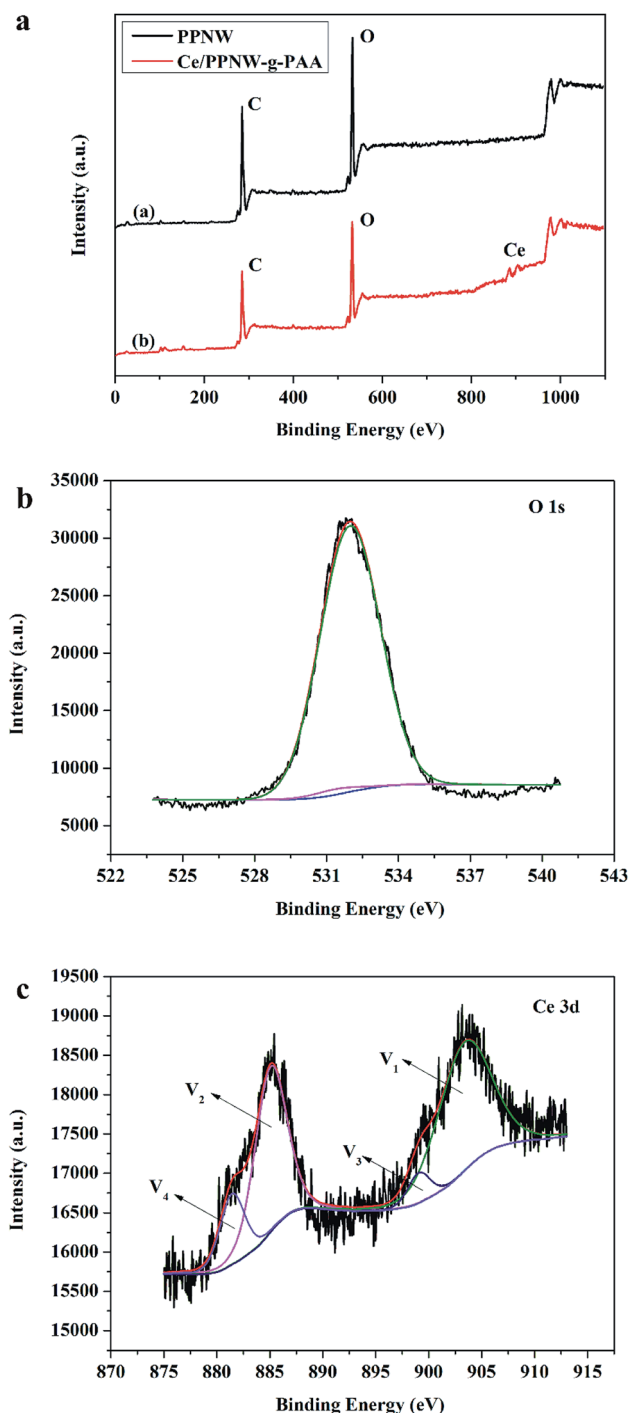 a
PPNW
Ce/PPNW-g-PAA
O
C
(a)
O
C
Ce
(b)
Intensity (a.u.)
0 200 400 600 800 1000
Binding Energy (eV)
b
35000
O 1s
30000
25000
20000
15000
10000
5000
Intensity (a.u.)
522 525 528 531 534 537 540 543
Binding Energy (eV)
c
19500
Ce 3d
19000
18500
18000
17500
17000
16500
16000
15500
15000
V1
V2
V3
V4
Intensity (a.u.)
870 875 880 885 890 895 900 905 910 915
Binding Energy (eV)